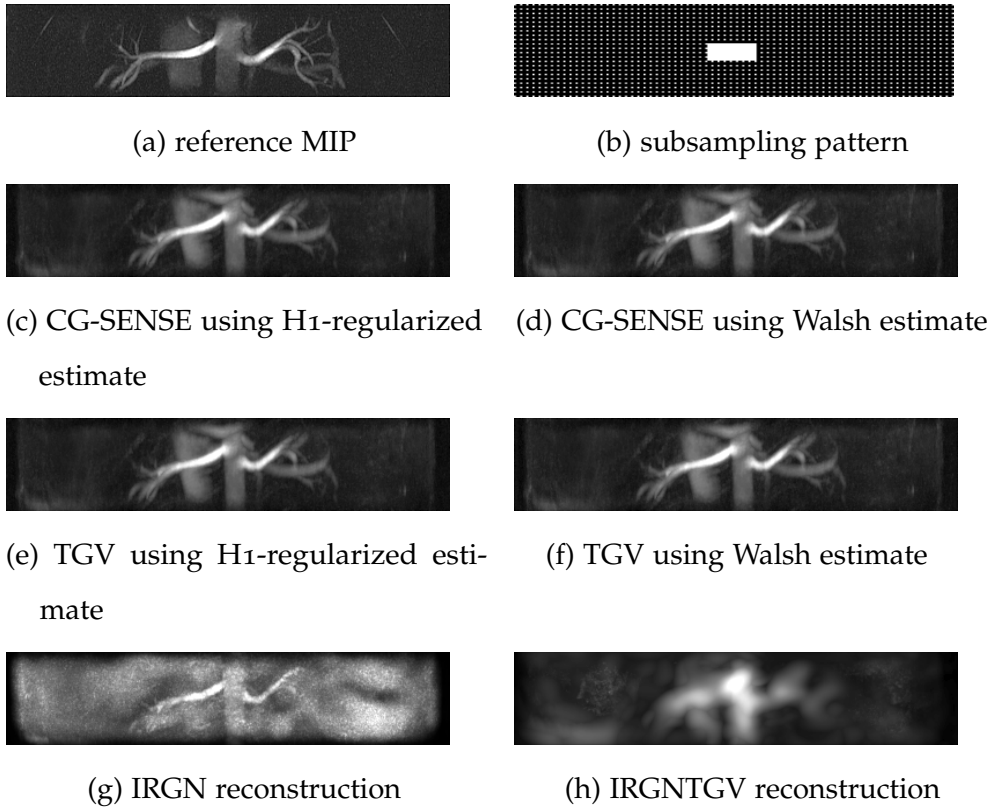 (a) reference MIP
(b) subsampling pattern
(c) CG-SENSE using H1-regularized
estimate
(d) CG-SENSE using Walsh estimate
(e) TGV using H1-regularized esti-
mate
(f) TGV using Walsh estimate
(g) IRGN reconstruction
(h) IRGNTGV reconstruction